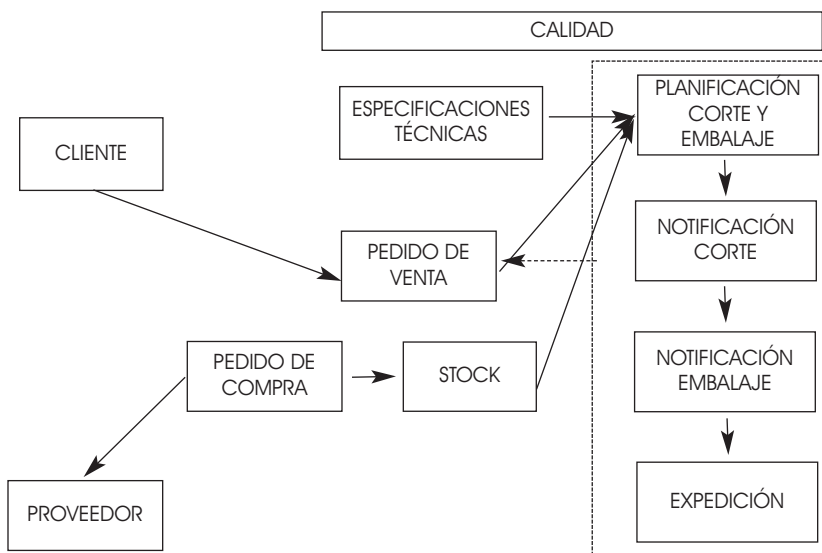 CALIDAD
ESPECIFICACIONES
TÉCNICAS
PLANIFICACIÓN
CORTE Y
EMBALAJE
CLIENTE
PEDIDO DE
VENTA
NOTIFICACIÓN
CORTE
PEDIDO DE
COMPRA
STOCK
NOTIFICACIÓN
EMBALAJE
PROVEEDOR
EXPEDICIÓN